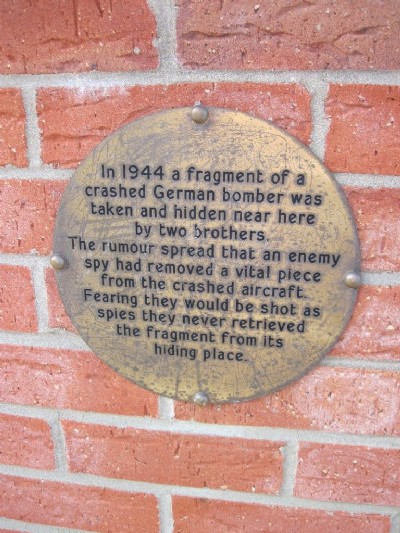 In 1944 a fragment of a
crashed German bomber was
taken and hidden near here
by two brothers.
The rumour spread that an enemy
spy had removed a vital piece
from the crashed aircraft.
Fearing they would be shot as
spies they never retrieved
the fragment from its
hiding place.